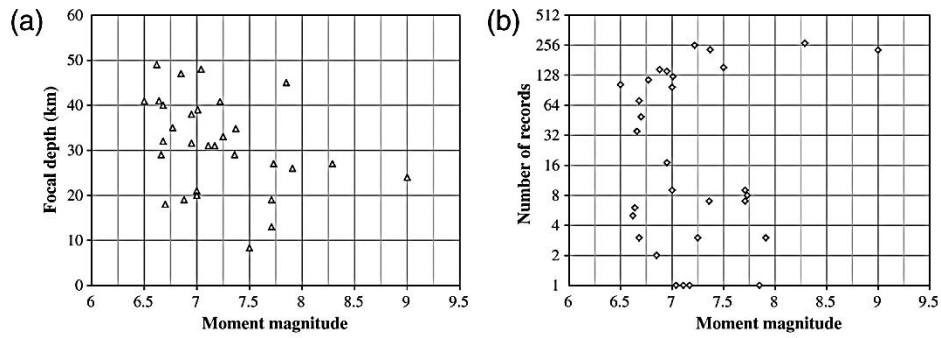 (a)
60
50
40
30
20
10
0
Focal depth (km)
6 6.5 7 7.5 8 8.5 9 9.5
Moment magnitude
(b)
512
256
128
64
32
16
8
4
2
1
Number of records
6 6.5 7 7.5 8 8.5 9 9.5
Moment magnitude